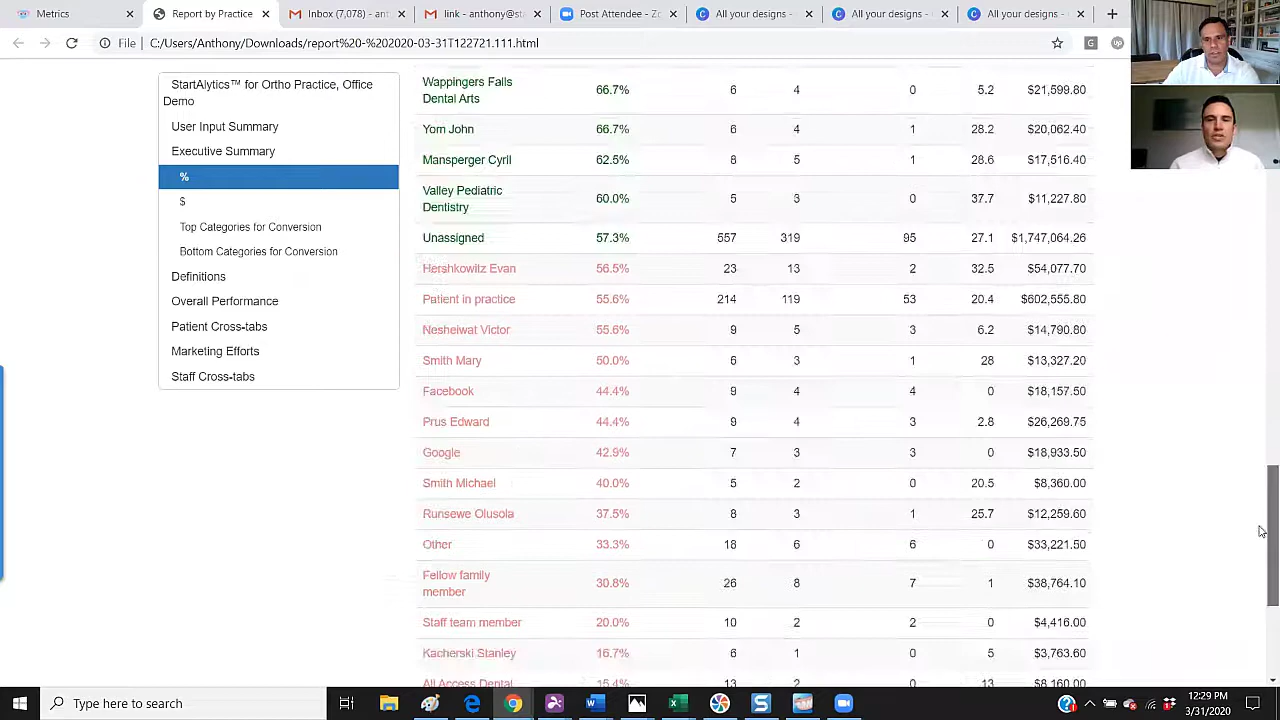 Metrics
Report by Practice
Inbox (7,078) - ant
link - anthony@st
Post Attendee - Zo
All your designs -
All your designs -
All your designs -
File
C:/Users/Anthony/Downloads/report%20-%202020-03-31T122721.111.html
StartAlytics™ for Ortho Practice, Office
Demo
User Input Summary
Executive Summary
%
$
Top Categories for Conversion
Bottom Categories for Conversion
Definitions
Overall Performance
Patient Cross-tabs
Marketing Efforts
Staff Cross-tabs
Wappingers Falls
Dental Arts 66.7% 6 4 0 5.2 $21,599.80
Yom John 66.7% 6 4 1 28.2 $20,062.40
Mansperger Cyril 62.5% 8 5 1 28.6 $17,516.40
Valley Pediatric
Dentistry 60.0% 5 3 0 37.7 $11,227.80
Unassigned 57.3% 557 319 95 27.1 $1,747,064.26
Hershkowitz Evan 56.5% 23 13 2 32.5 $54,077.70
Patient in practice 55.6% 214 119 53 20.4 $602,555.80
Nesheiwat Victor 55.6% 9 5 3 6.2 $14,790.80
Smith Mary 50.0% 6 3 1 28 $13,327.20
Facebook 44.4% 9 4 4 0 $18,157.50
Prus Edward 44.4% 9 4 3 2.8 $26,269.75
Google 42.9% 7 3 3 0 $18,933.50
Smith Michael 40.0% 5 2 0 20.5 $8,360.00
Runsewe Olusola 37.5% 8 3 1 25.7 $12,259.60
Other 33.3% 18 6 6 0 $33,221.50
Fellow family
member 30.8% 26 8 7 1 $38,764.10
Staff team member 20.0% 10 2 2 0 $4,416.00
Kacherski Stanley 16.7% 6 1 0 5 $3,763.60
All Access Dental 15.4% 13 2 0 13
Type here to search
12:29 PM
3/31/2020